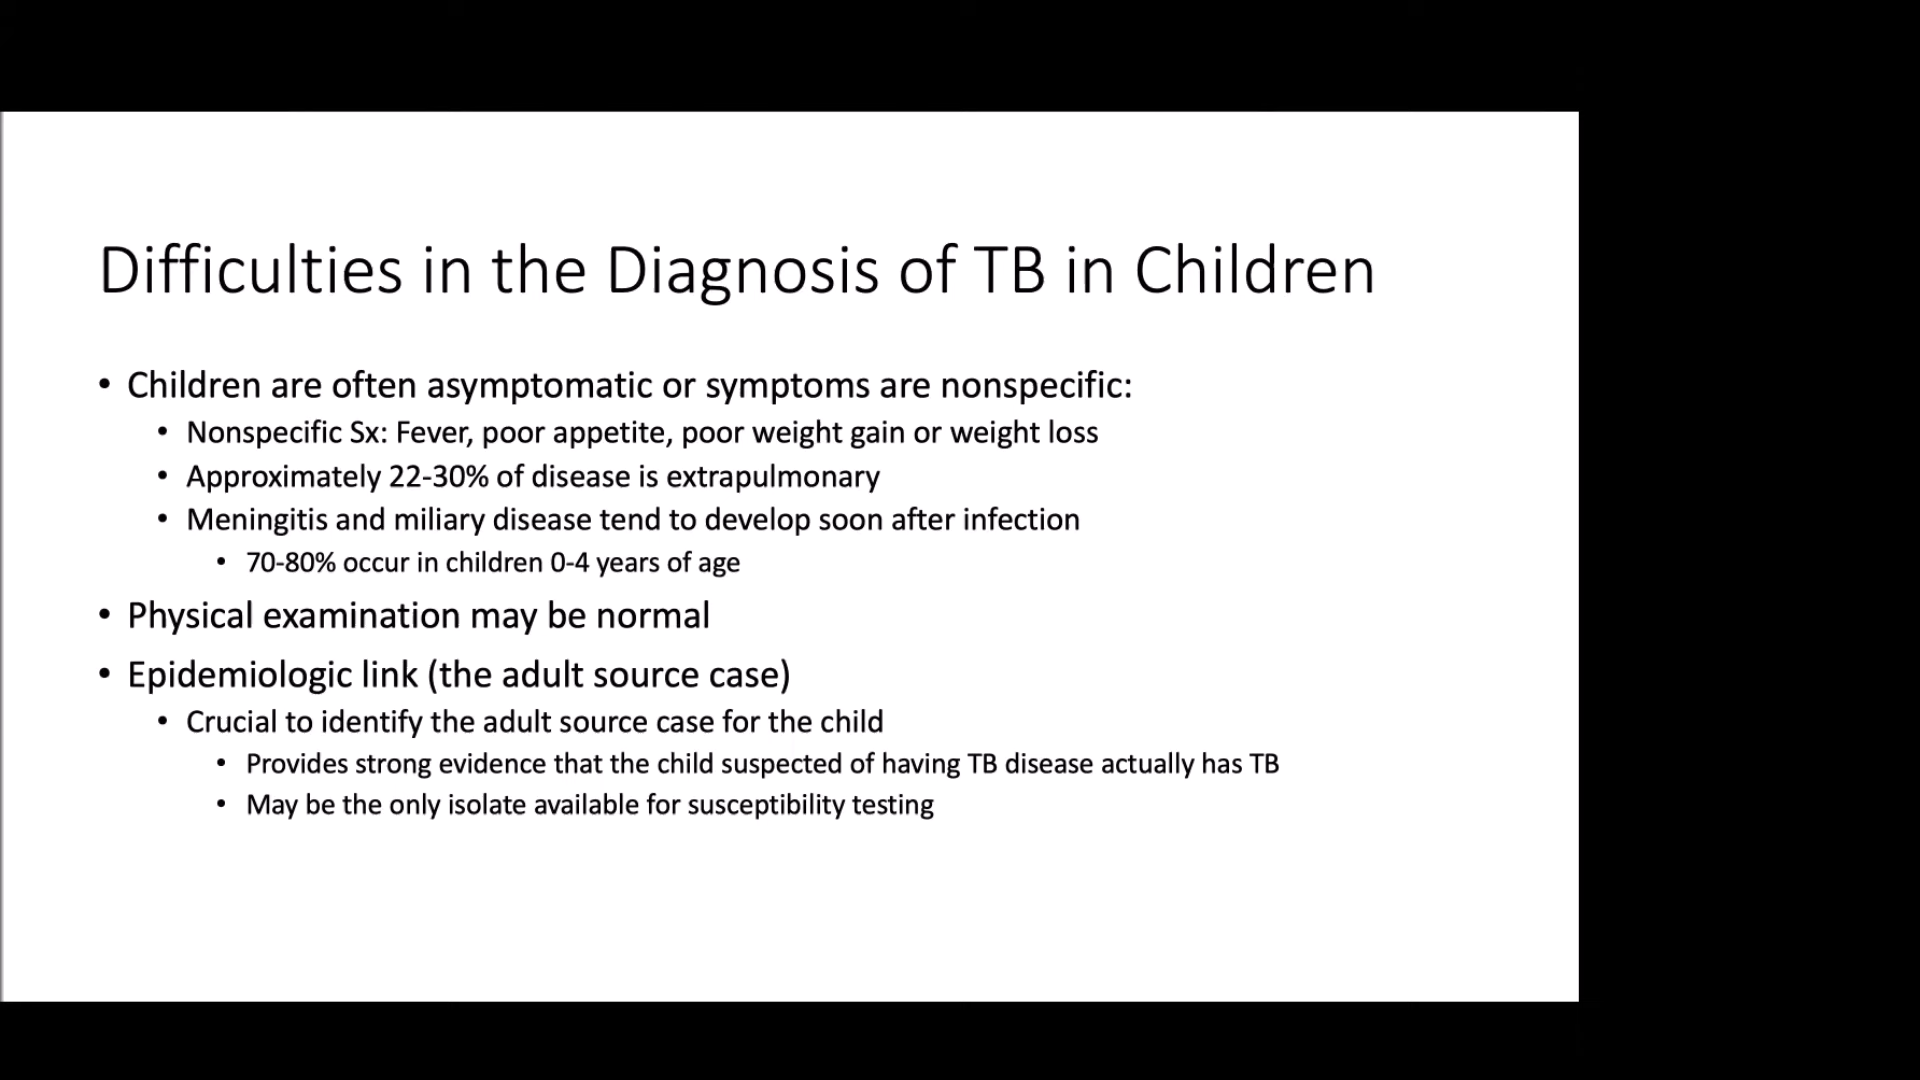 Difficulties in the Diagnosis of TB in Children
• Children are often asymptomatic or symptoms are nonspecific:
• Nonspecific Sx: Fever, poor appetite, poor weight gain or weight loss
• Approximately 22-30% of disease is extrapulmonary
• Meningitis and miliary disease tend to develop soon after infection
• 70-80% occur in children 0-4 years of age
• Physical examination may be normal
• Epidemiologic link (the adult source case)
• Crucial to identify the adult source case for the child
• Provides strong evidence that the child suspected of having TB disease actually has TB
• May be the only isolate available for susceptibility testing